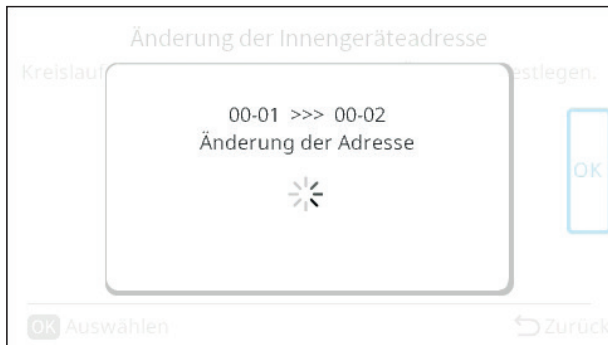 Änderung der Innengeräteadresse
Kreislauf
estlegen.
00-01 >>> 00-02
Änderung der Adresse
OK
OK Auswählen
Zurück